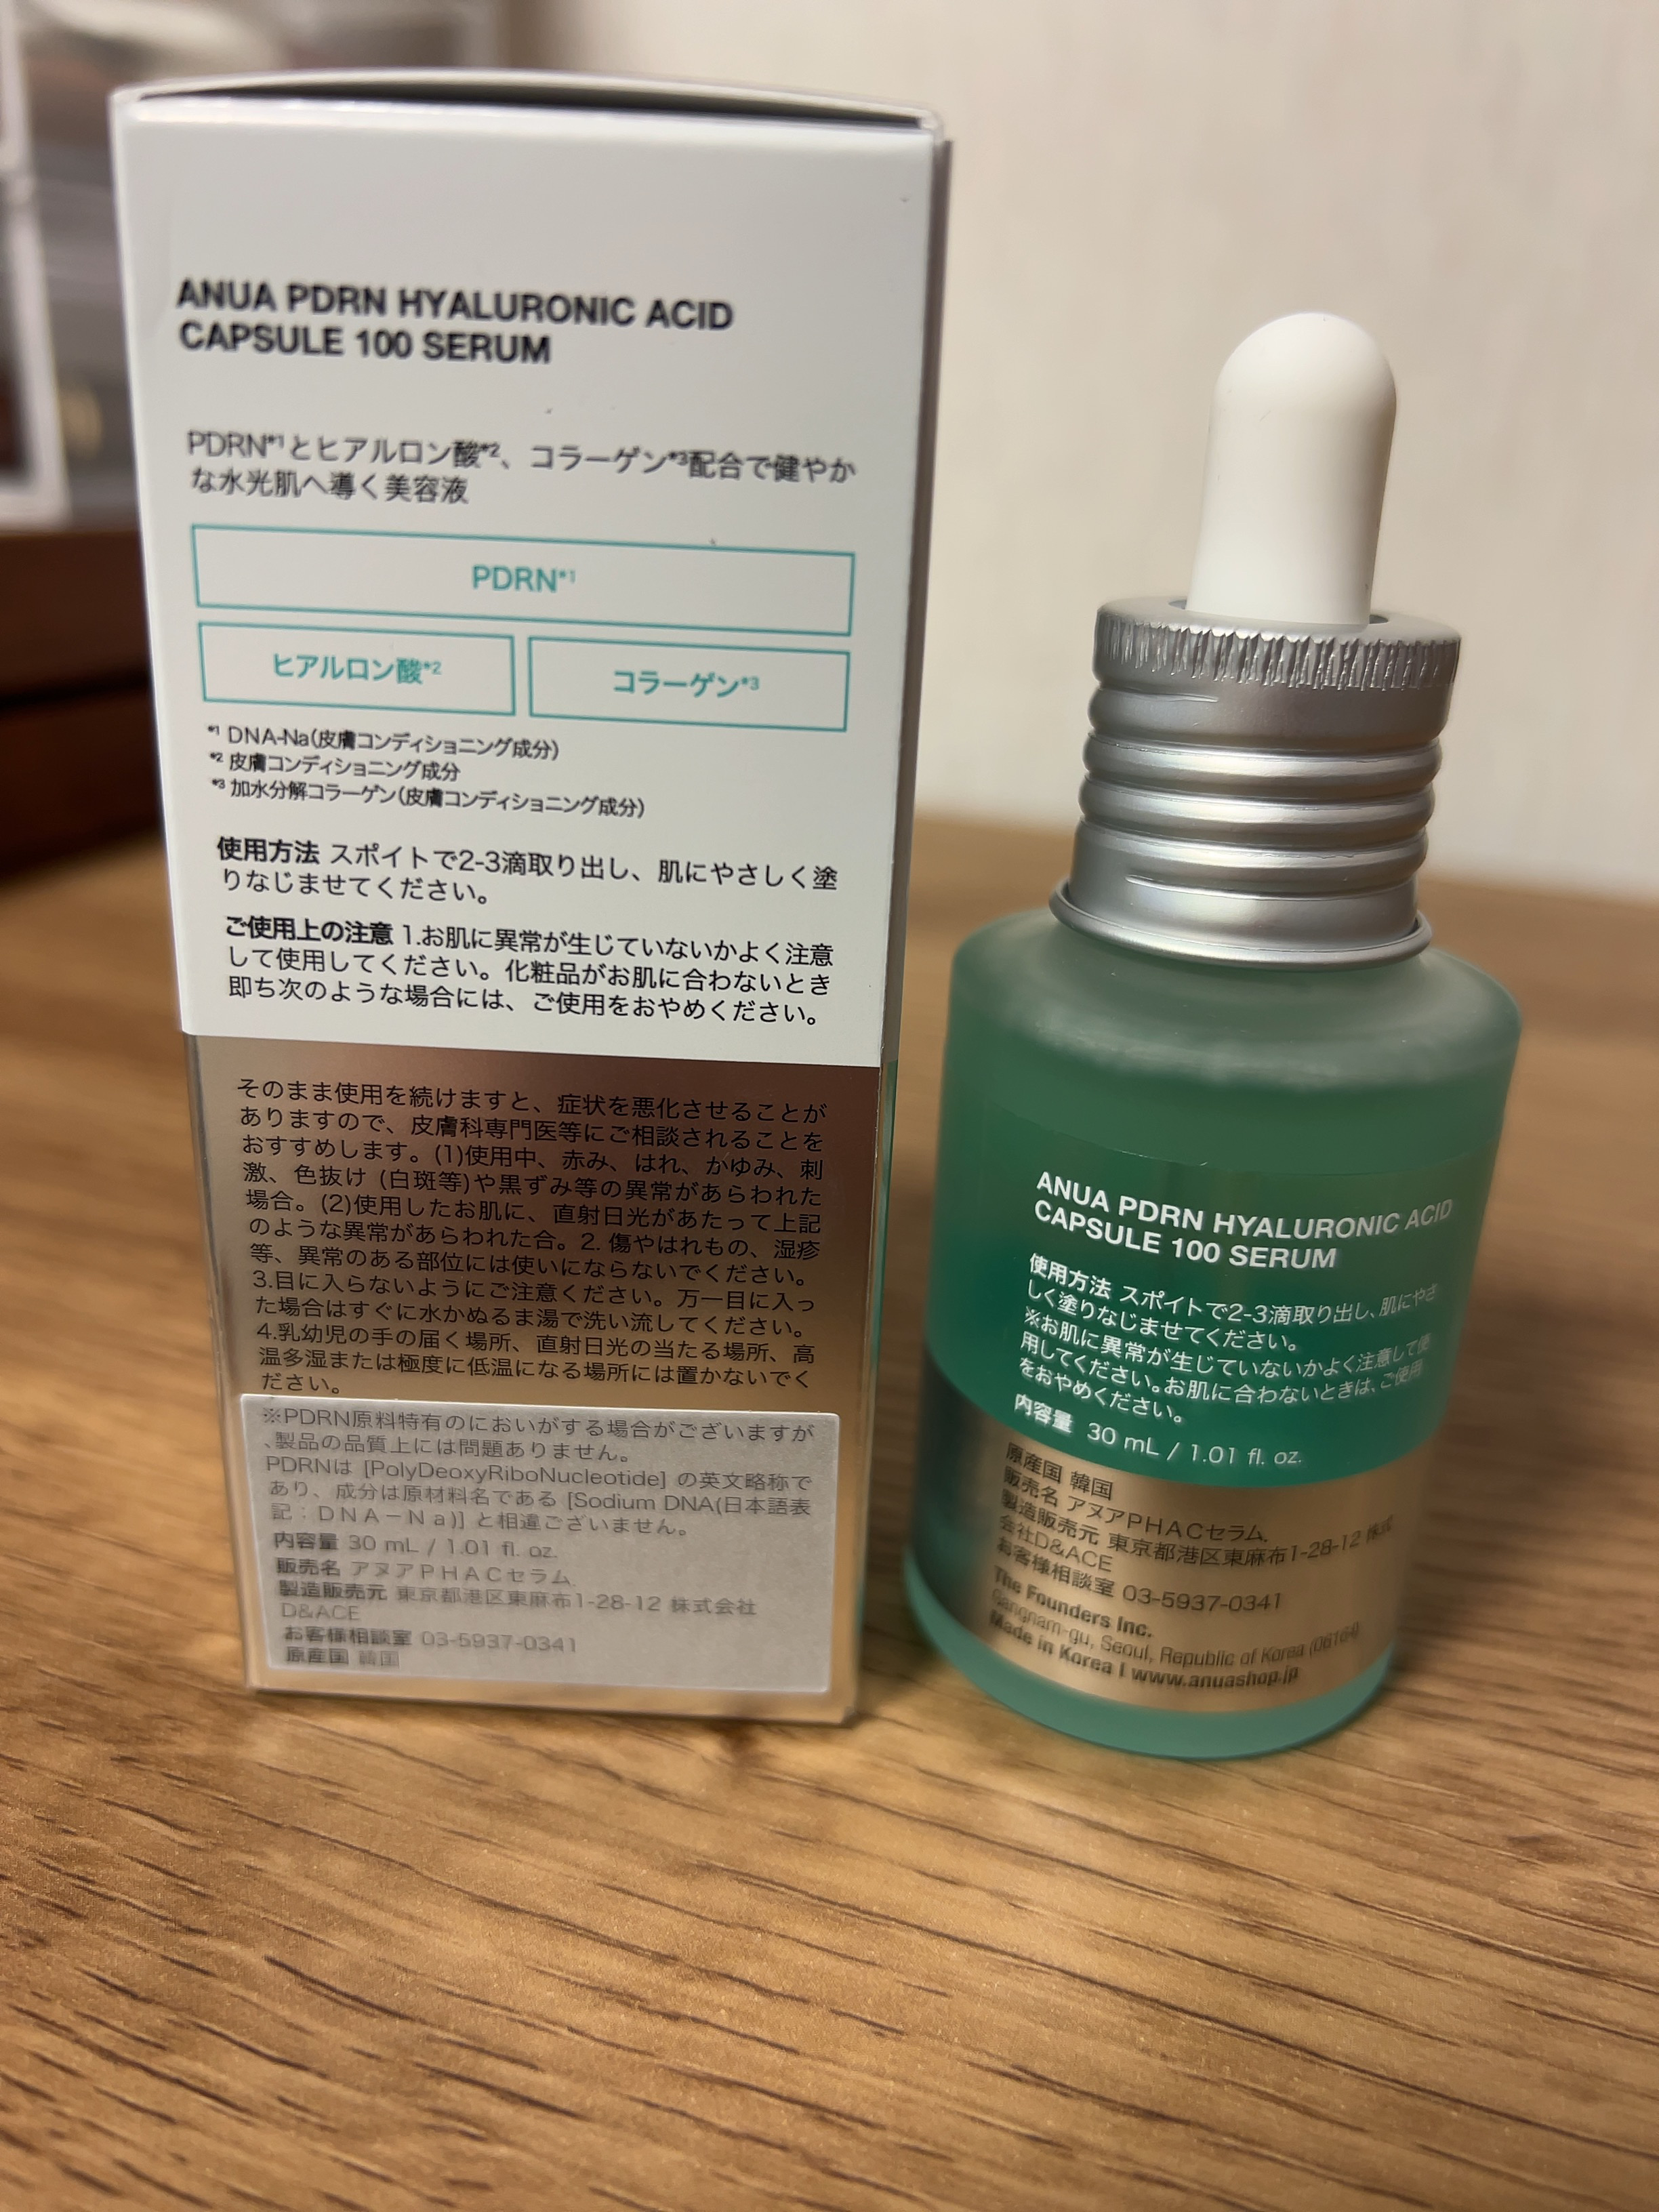 ANUA PDRN HYALURONIC ACID
CAPSULE 100 SERUM
PDRN*1とヒアルロン酸*2、コラーゲン*3配合で健やか
な水光肌へ導く美容液
PDRN*1
ヒアルロン酸*2
コラーゲン*3
*1 DNA-Na(皮膚コンディショニング成分)
*2 皮膚コンディショニング成分
*3 加水分解コラーゲン(皮膚コンディショニング成分)
使用方法 スポイトで2-3滴取り出し、肌にやさしく塗
りなじませてください。
ご使用上の注意 1.お肌に異常が生じていないかよく注意
して使用してください。化粧品がお肌に合わないとき
即ち次のような場合には、ご使用をおやめください。
そのまま使用を続けますと、症状を悪化させることが
ありますので、皮膚科専門医等にご相談されることを
おすすめします。(1)使用中、赤み、はれ、かゆみ、刺
激、色抜け (白斑等)や黒ずみ等の異常があらわれた
場合。(2)使用したお肌に、直射日光があたって上記
のような異常があらわれた合。2. 傷やはれもの、湿疹
等、異常のある部位には使いにならないでください。
3.目に入らないようにご注意ください。万一目に入っ
た場合はすぐに水かぬるま湯で洗い流してください。
4.乳幼児の手の届く場所、直射日光の当たる場所、高
温多湿または極度に低温になる場所には置かないでく
ださい。
※PDRN原料特有のにおいがする場合がございますが
、製品の品質上には問題ありません。
PDRNは [PolyDeoxyRiboNucleotide] の英文略称で
あり、成分は原材料名である [Sodium DNA(日本語表
記：DNA－Na)] と相違ございません。
内容量 30 mL / 1.01 fl. oz.
販売名 アヌアPHACセラム
製造販売元 東京都港区東麻布1-28-12 株式会社
D&ACE
お客様相談室 03-5937-0341
原産国 韓国
ANUA PDRN HYALURONIC ACID
CAPSULE 100 SERUM
使用方法 スポイトで2-3滴取り出し、肌にやさ
しく塗りなじませてください。
※お肌に異常が生じていないかよく注意して使
用してください。お肌に合わないときは、ご使用
をおやめください。
内容量 30 mL / 1.01 fl. oz.
原産国 韓国
販売名 アヌアPHACセラム
製造販売元 東京都港区東麻布1-28-12 株式
会社D&ACE
お客様相談室 03-5937-0341
The Founders Inc.
Gangnam-gu, Seoul, Republic of Korea (06164)
Made in Korea | www.anuashop.jp